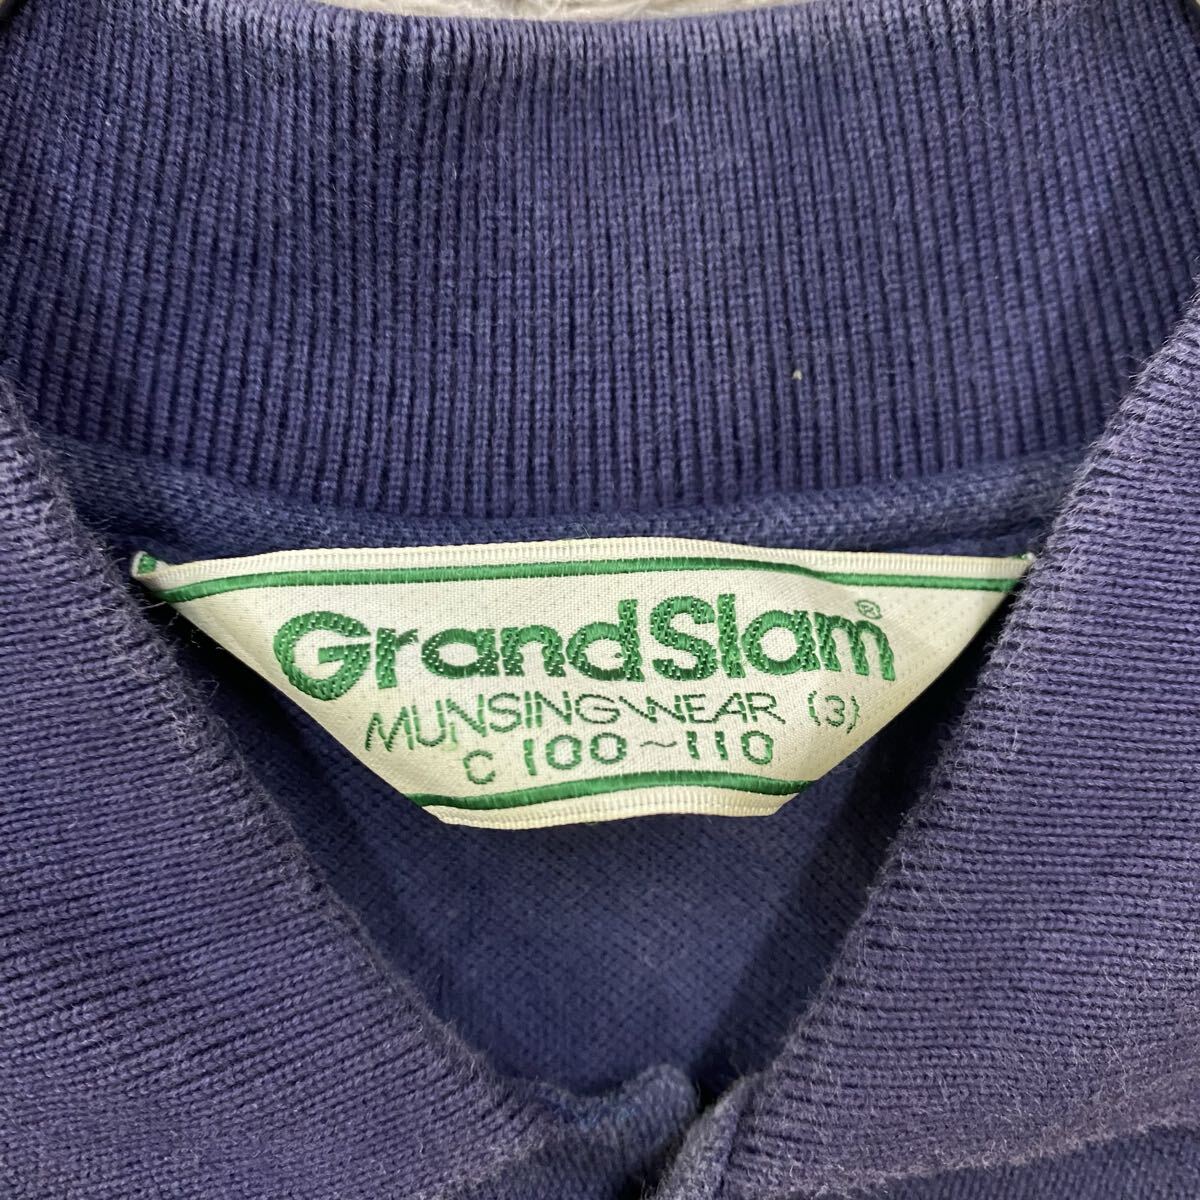 GrandSlam®
MUNSINGWEAR (3)
C 100~110